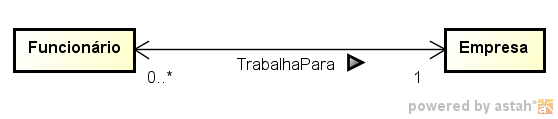 Funcionário
Empresa
0..*
TrabalhaPara
1
powered by astah*